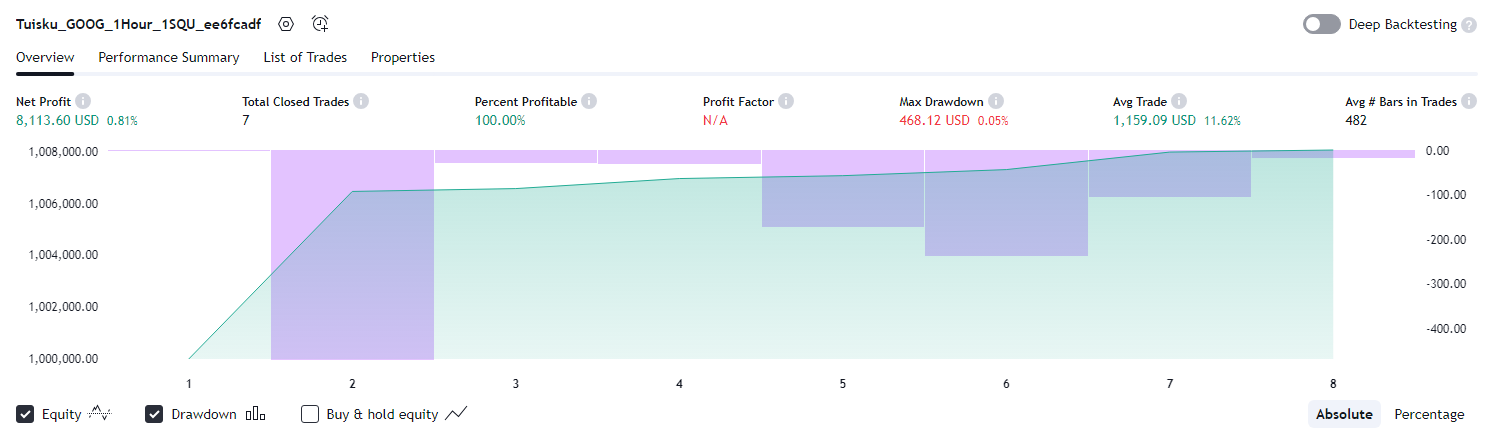 Tuisku_GOOG_1Hour_1SQU_ee6fcadf
Deep Backtesting ?
Overview Performance Summary List of Trades Properties
Net Profit Total Closed Trades Percent Profitable Profit Factor Max Drawdown Avg Trade Avg # Bars in Trades
8,113.60 USD 0.81% 7 100.00% N/A 468.12 USD 0.05% 1,159.09 USD 11.62% 482
1,008,000.00 0.00
-100.00
1,006,000.00
-200.00
1,004,000.00
-300.00
1,002,000.00
-400.00
1,000,000.00
1 2 3 4 5 6 7 8
Equity Drawdown Buy & hold equity Absolute Percentage